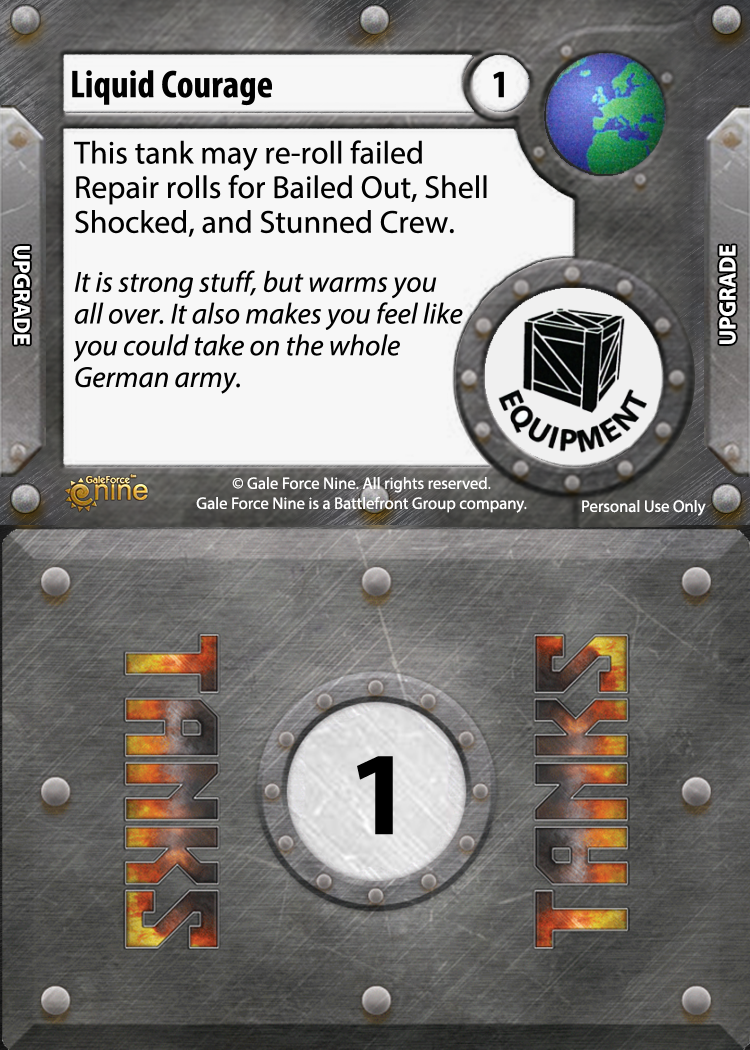 Liquid Courage
1
This tank may re-roll failed
Repair rolls for Bailed Out, Shell
Shocked, and Stunned Crew.
It is strong stuff, but warms you
all over. It also makes you feel like
you could take on the whole
German army.
UPGRADE
UPGRADE
EQUIPMENT
GaleForce™
nine
© Gale Force Nine. All rights reserved.
Gale Force Nine is a Battlefront Group company.
Personal Use Only
TANKS
1
TANKS